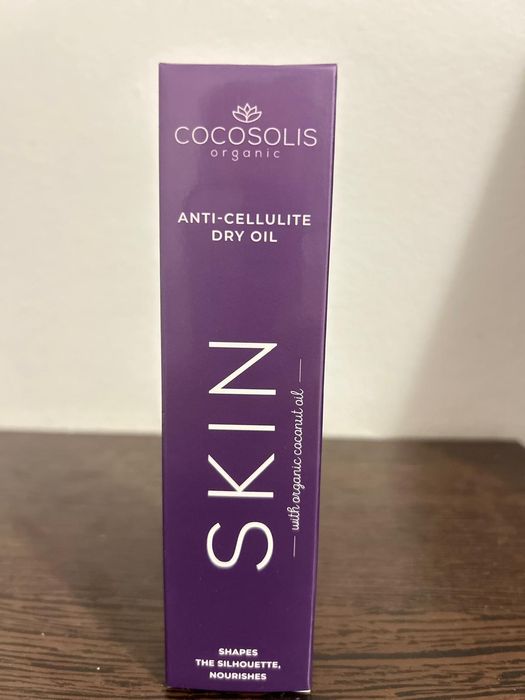 COCOSOLIS
organic
ANTI-CELLULITE
DRY OIL
SKIN
with organic coconut oil
SHAPES
THE SILHOUETTE,
NOURISHES